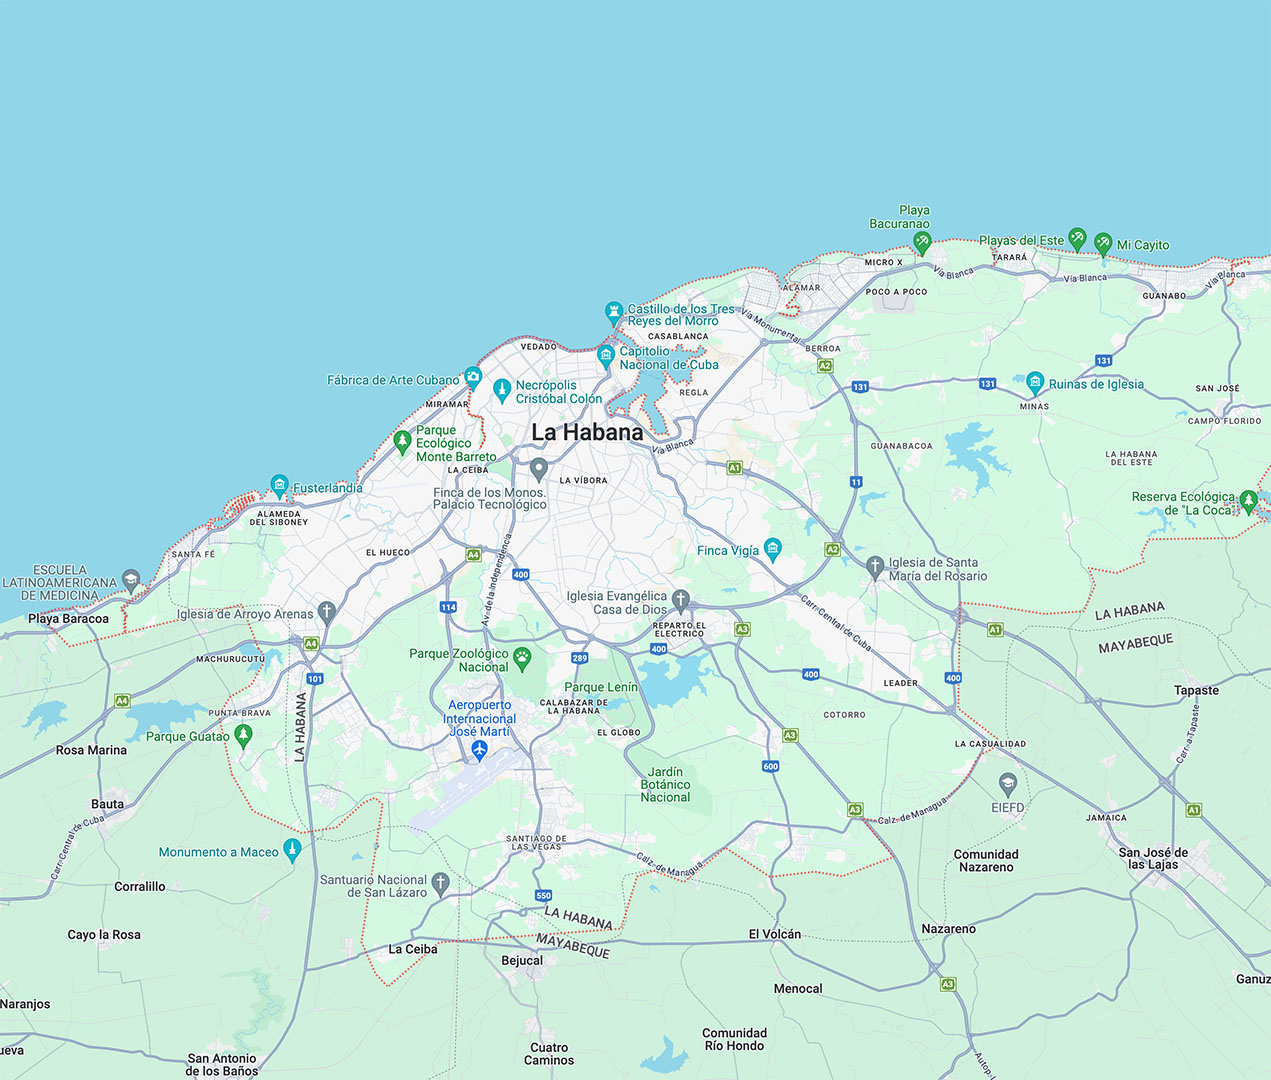 Playa
Bacuranao
Playas del Este
Mi Cayito
MICRO X
TARARÁ
Vía Blanca
Vía Blanca
Vía Blanca
ALAMAR
POCO A POCO
GUANABO
Castillo de los Tres
Reyes del Morro
CASABLANCA
Vía Monumental
VEDADO
Capitolio
Nacional de Cuba
BERROA
A2
131
Fábrica de Arte Cubano
Necrópolis
Cristóbal Colón
REGLA
131
131
Ruinas de Iglesia
SAN JOSÉ
MIRAMAR
MINAS
CAMPO FLORIDO
Parque
Ecológico
Monte Barreto
La Habana
Vía Blanca
GUANABACOA
LA HABANA
DEL ESTE
LA CEIBA
A1
LA VÍBORA
11
Fusterlandia
Finca de los Monos.
Palacio Tecnológico
Reserva Ecológica
de "La Coca
ALAMEDA
DEL SIBONEY
SANTA FÉ
EL HUECO
A4
Av. de la Independencia
Finca Vigía
A2
ESCUELA
LATINOAMERICANA
DE MEDICINA
400
Iglesia de Santa
María del Rosario
Playa Baracoa
Iglesia de Arroyo Arenas
114
Iglesia Evangélica
Casa de Dios
Carr. Central de Cuba
LA HABANA
MAYABEQUE
REPARTO EL
ELECTRICO
A3
A1
A4
MACHURUCUTÚ
Parque Zoológico
Nacional
289
400
400
400
101
LEADER
Tapaste
A4
PUNTA BRAVA
LA HABANA
Parque Lenín
CALABAZAR DE
LA HABANA
COTORRO
Aeropuerto
Internacional
José Martí
Parque Guatao
EL GLOBO
A3
LA CASUALIDAD
Carr. a Tapaste
Rosa Marina
600
Jardín
Botánico
Nacional
EIEFD
Bauta
A3
Calz. de Managua
JAMAICA
A1
Carr. Central de Cuba
Monumento a Maceo
SANTIAGO DE
LAS VEGAS
Calz. de Managua
Comunidad
Nazareno
San José de
las Lajas
Corralillo
Santuario Nacional
de San Lázaro
550
Cayo la Rosa
LA HABANA
MAYABEQUE
El Volcán
Nazareno
La Ceiba
Bejucal
Menocal
A3
Ganuz
Naranjos
Comunidad
Río Hondo
ueva
San Antonio
de los Baños
Cuatro
Caminos
Autop.